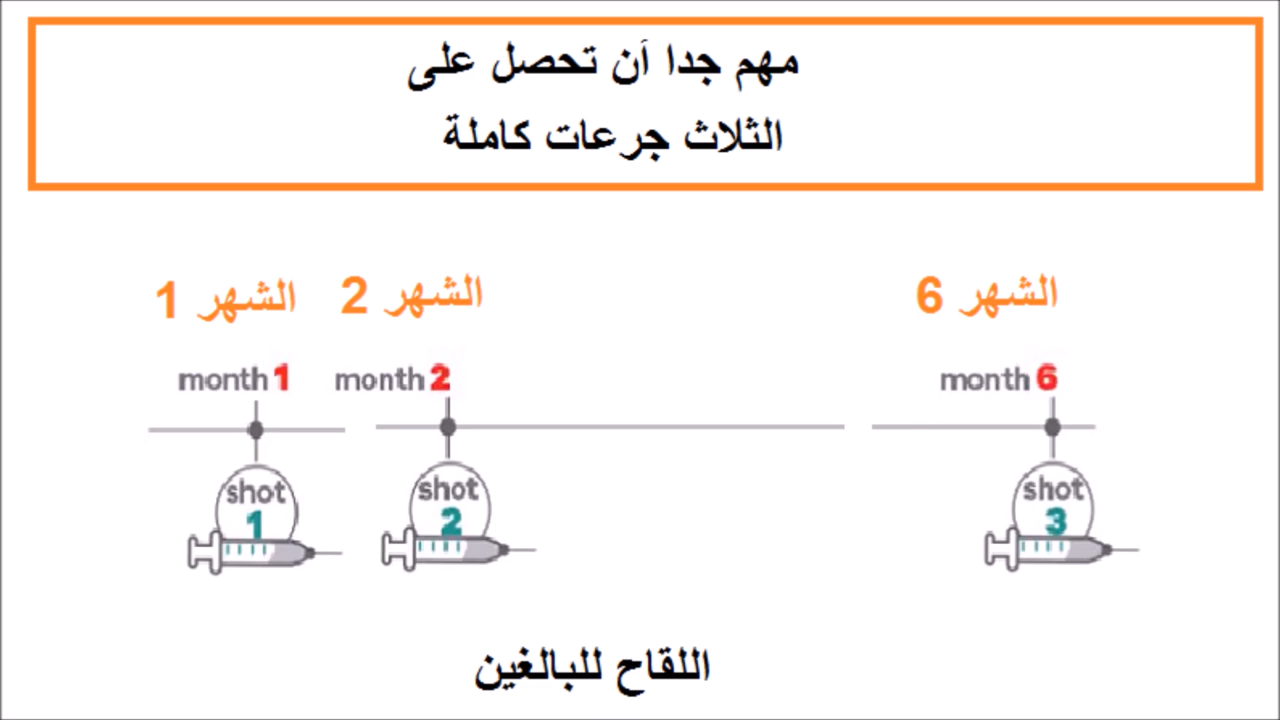 مهم جدا أن تحصل على
الثلاث جرعات كاملة
الشهر 1
الشهر 2
الشهر 6
month 1
month 2
month 6
shot 1
shot 2
shot 3
اللقاح للبالغين